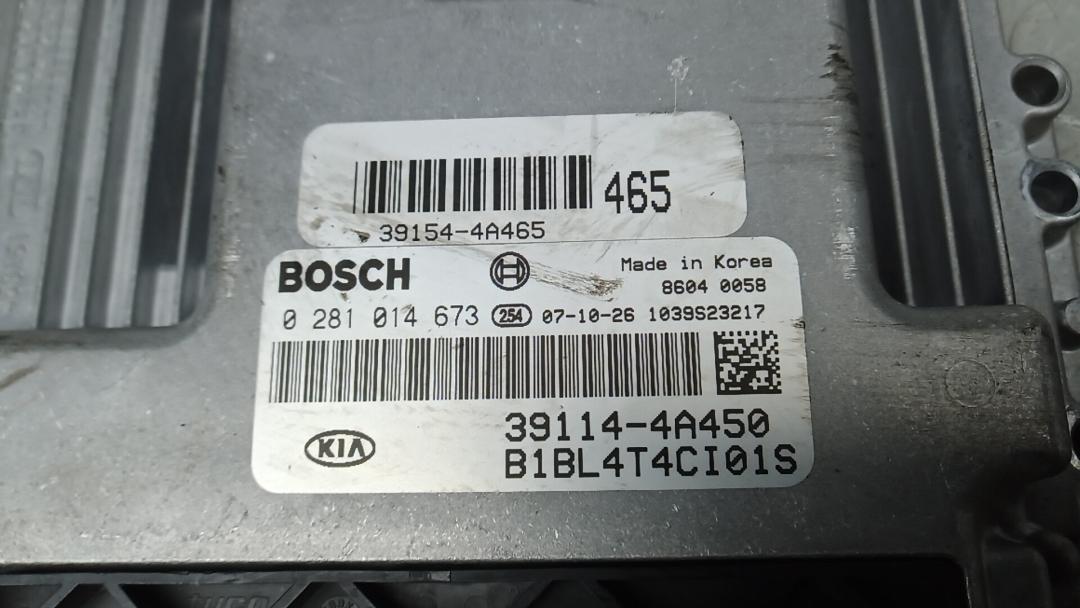 465
39154-4A465
BOSCH
Made in Korea
8604 0058
0 281 014 673 254 07-10-26 1039S23217
39114-4A450
KIA
B1BL4T4CI01S